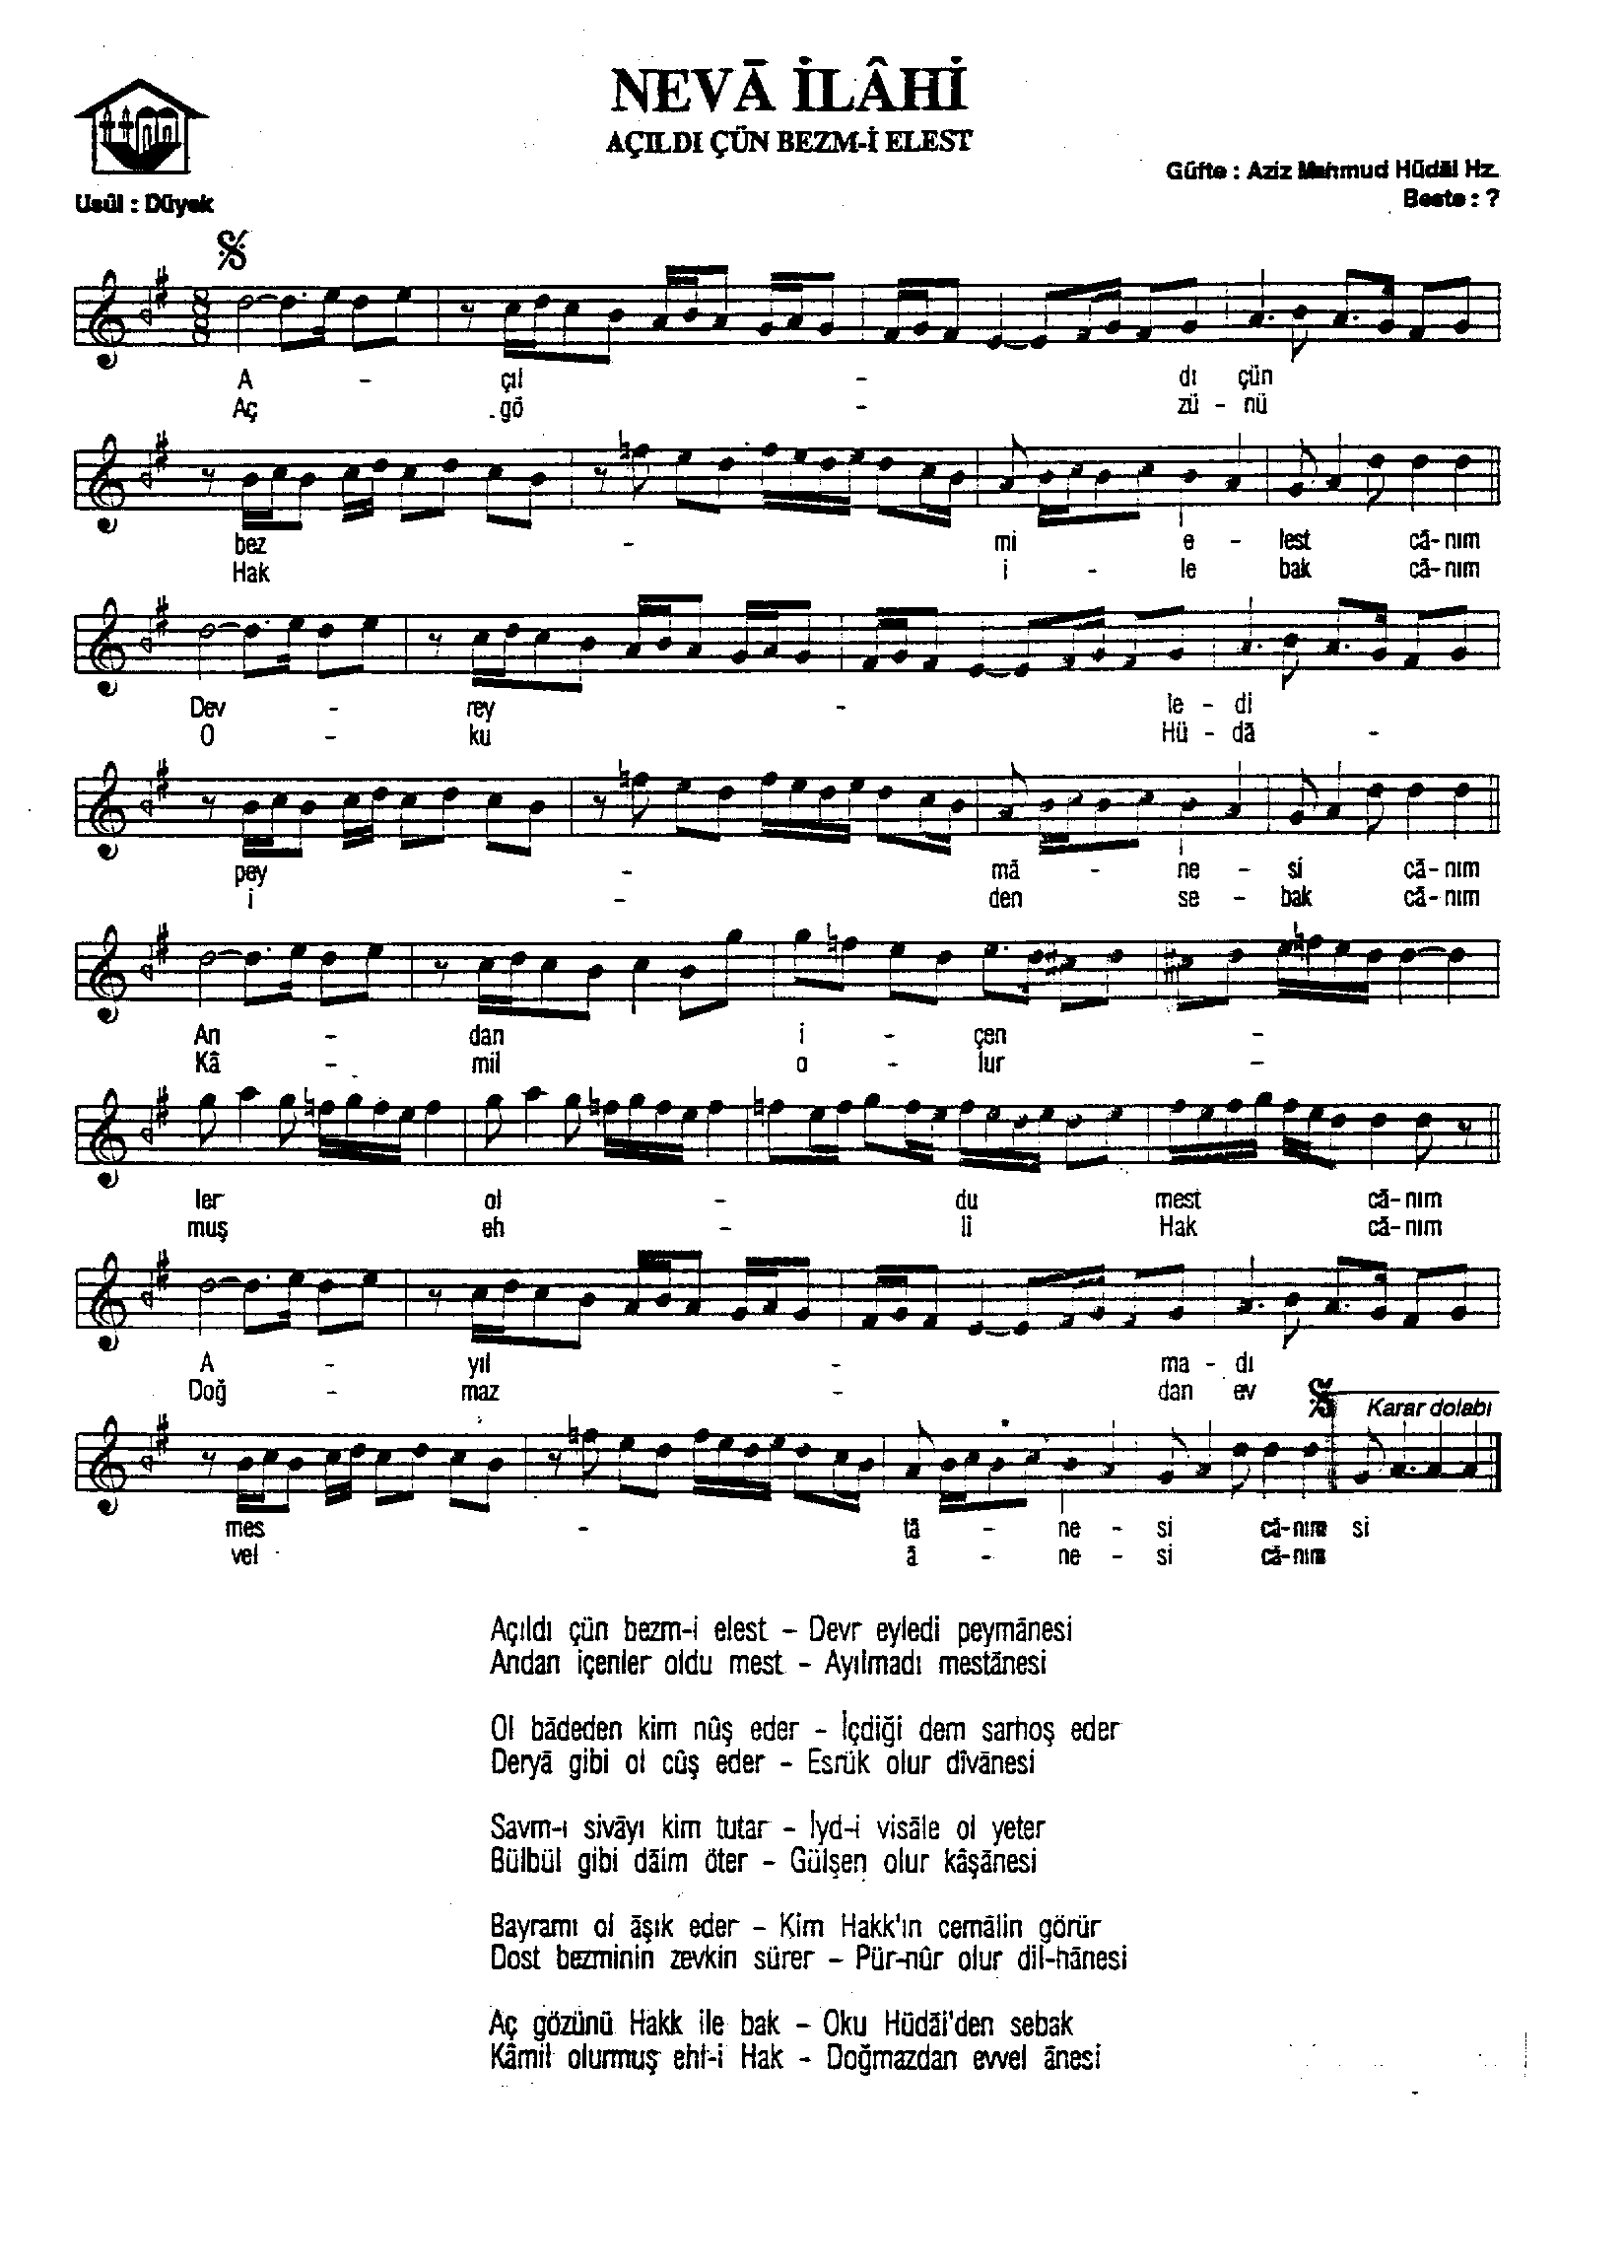 NEVĀ İLÂHİ
AÇILDI ÇÜN BEZM-İ ELEST
Güfte : Aziz Mahmud Hüdâi Hz.
Usûl : Düyek
Beste : ?
8
8
A - çıl - dı çün
Aç gö - zü - nü
bez - mi e - lest cā-nım
Hak i - le bak cā-nım
Dev - rey - le - di
O - ku Hü - dā -
pey - mā - ne - si cā-nım
i - den se - bak cā-nım
An - dan i - çen -
Kâ - mil o - lur -
ler ol - du mest cā-nım
muş eh - li Hak cā-nım
A - yıl - ma - dı
Doğ - maz - dan ev
Karar dolabı
mes - tā - ne - si cā-nım si
vel ā - ne - si cā-nım
Açıldı çün bezm-i elest – Devr eyledi peymānesi
Andan içenler oldu mest – Ayılmadı mestānesi
Ol bādeden kim nûş eder – İçdiği dem sarhoş eder
Deryā gibi ol cûş eder – Esrük olur dîvānesi
Savm-ı sivāyı kim tutar – İyd-i visāle ol yeter
Bülbül gibi dāim öter – Gülşen olur kâşānesi
Bayramı ol āşık eder – Kim Hakk'ın cemālin görür
Dost bezminin zevkin sürer – Pür-nûr olur dil-hānesi
Aç gözünü Hakk ile bak – Oku Hüdāi'den sebak
Kâmil olurmuş ehl-i Hak – Doğmazdan evvel ānesi